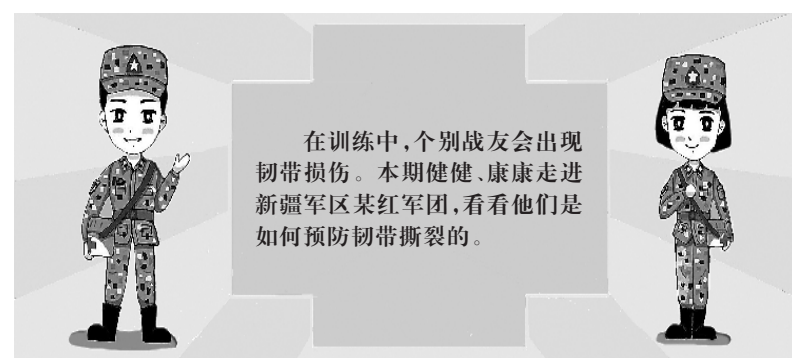 在训练中,个别战友会出现
韧带损伤。本期健健、康康走进
新疆军区某红军团,看看他们是
如何预防韧带撕裂的。